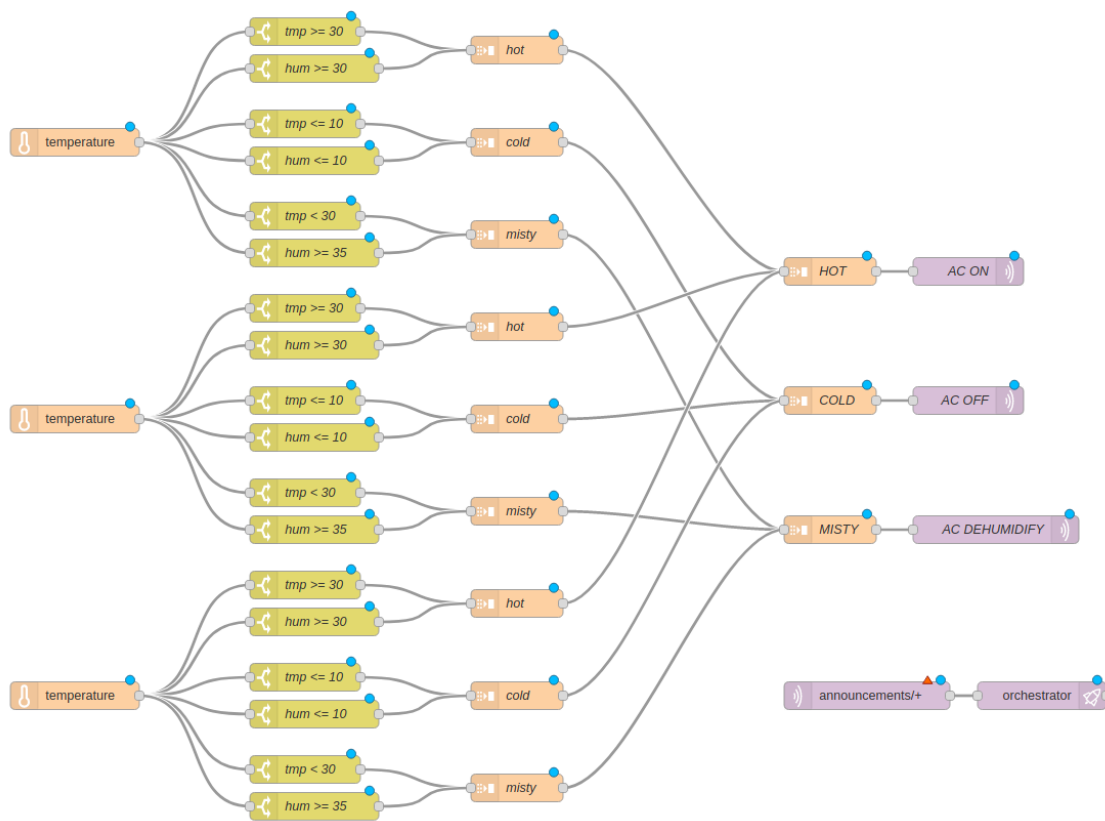 tmp >= 30
hot
hum >= 30
tmp <= 10
temperature
cold
hum <= 10
tmp < 30
misty
hum >= 35
HOT
AC ON
tmp >= 30
hot
hum >= 30
tmp <= 10
COLD
AC OFF
temperature
cold
hum <= 10
tmp < 30
misty
hum >= 35
MISTY
AC DEHUMIDIFY
tmp >= 30
hot
hum >= 30
tmp <= 10
temperature
cold
announcements/+
orchestrator
hum <= 10
tmp < 30
misty
hum >= 35